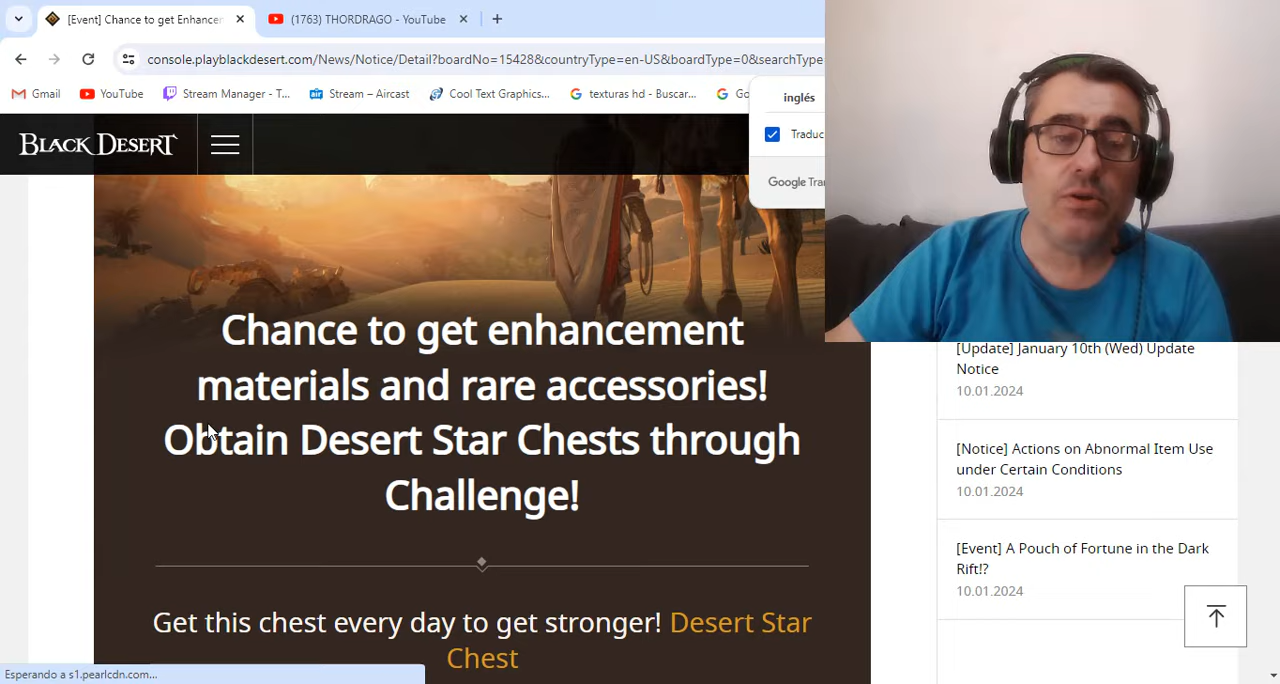 [Event] Chance to get Enhancem
(1763) THORDRAGO - YouTube
console.playblackdesert.com/News/Notice/Detail?boardNo=15428&countryType=en-US&boardType=0&searchType
Gmail
YouTube
Stream Manager - T...
Stream – Aircast
Cool Text Graphics...
texturas hd - Buscar...
Go
inglés
Traduc
Google Tra
BLACK DESERT
Chance to get enhancement
materials and rare accessories!
Obtain Desert Star Chests through
Challenge!
Get this chest every day to get stronger! Desert Star
Chest
[Update] January 10th (Wed) Update
Notice
10.01.2024
[Notice] Actions on Abnormal Item Use
under Certain Conditions
10.01.2024
[Event] A Pouch of Fortune in the Dark
Rift!?
10.01.2024
Esperando a s1.pearlcdn.com...